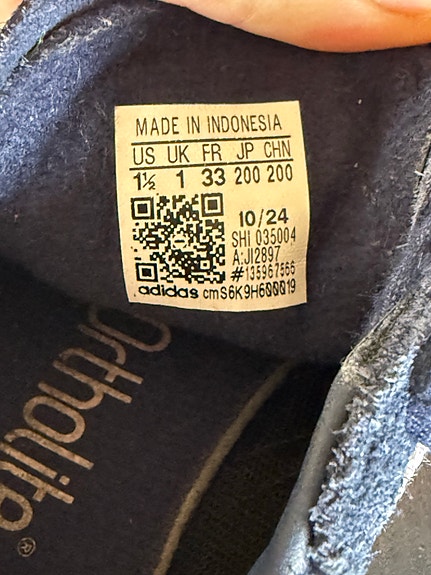 MADE IN INDONESIA
US UK FR JP CHN
1½ 1 33 200 200
10/24
SHI 035004
A:JI2897
#135967566
adidas cmS6K9H600019
Ortholite®